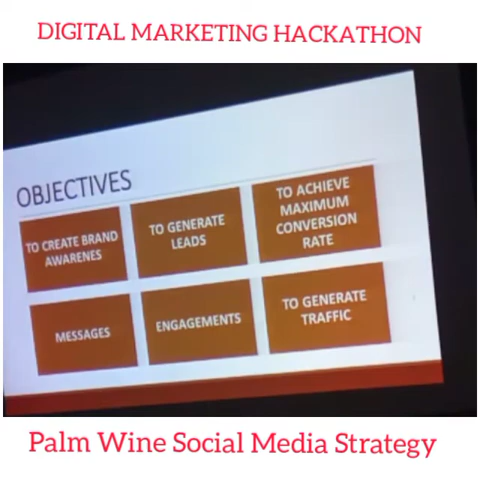 DIGITAL MARKETING HACKATHON
OBJECTIVES
TO CREATE BRAND
AWARENES
TO GENERATE
LEADS
TO ACHIEVE
MAXIMUM
CONVERSION
RATE
MESSAGES
ENGAGEMENTS
TO GENERATE
TRAFFIC
Palm Wine Social Media Strategy